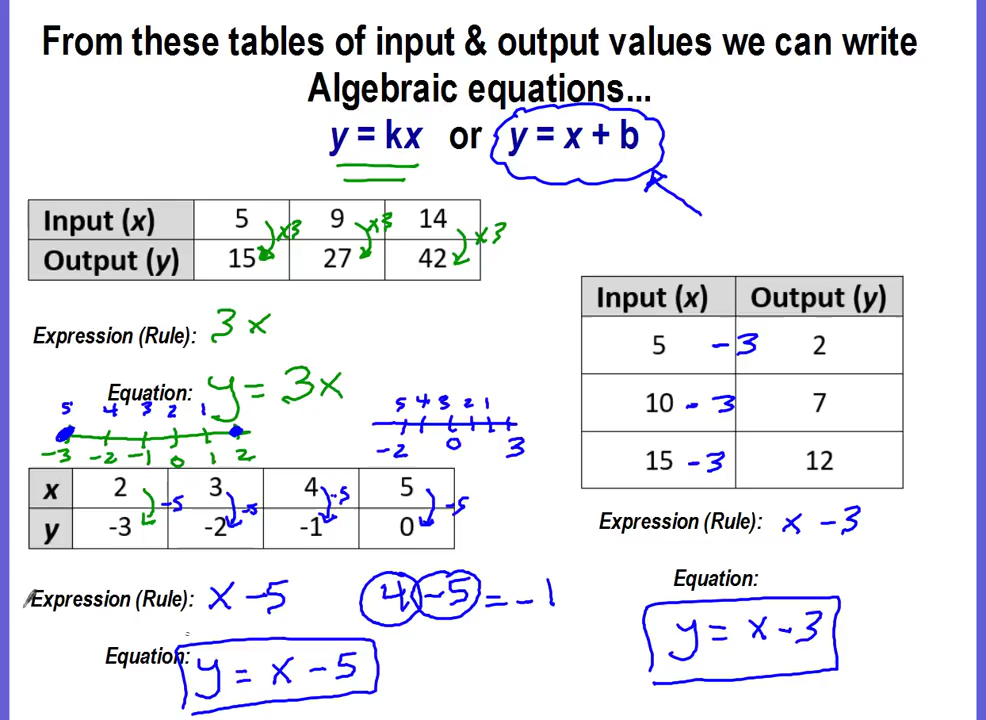 From these tables of input & output values we can write
Algebraic equations...
y = kx or y = x + b
Input (x) 5 9 14
x3 x3 x3
Output (y) 15 27 42
Expression (Rule): 3x
Equation: y = 3x
5 4 3 2 1
-3 -2 -1 0 1 2
5 4 3 2 1
-2 0 3
x 2 3 4 5
-5 -5 -5 -5
y -3 -2 -1 0
Expression (Rule): x - 5
4 - 5 = -1
Equation: y = x - 5
Input (x) Output (y)
5 -3 2
10 -3 7
15 -3 12
Expression (Rule): x - 3
Equation:
y = x - 3